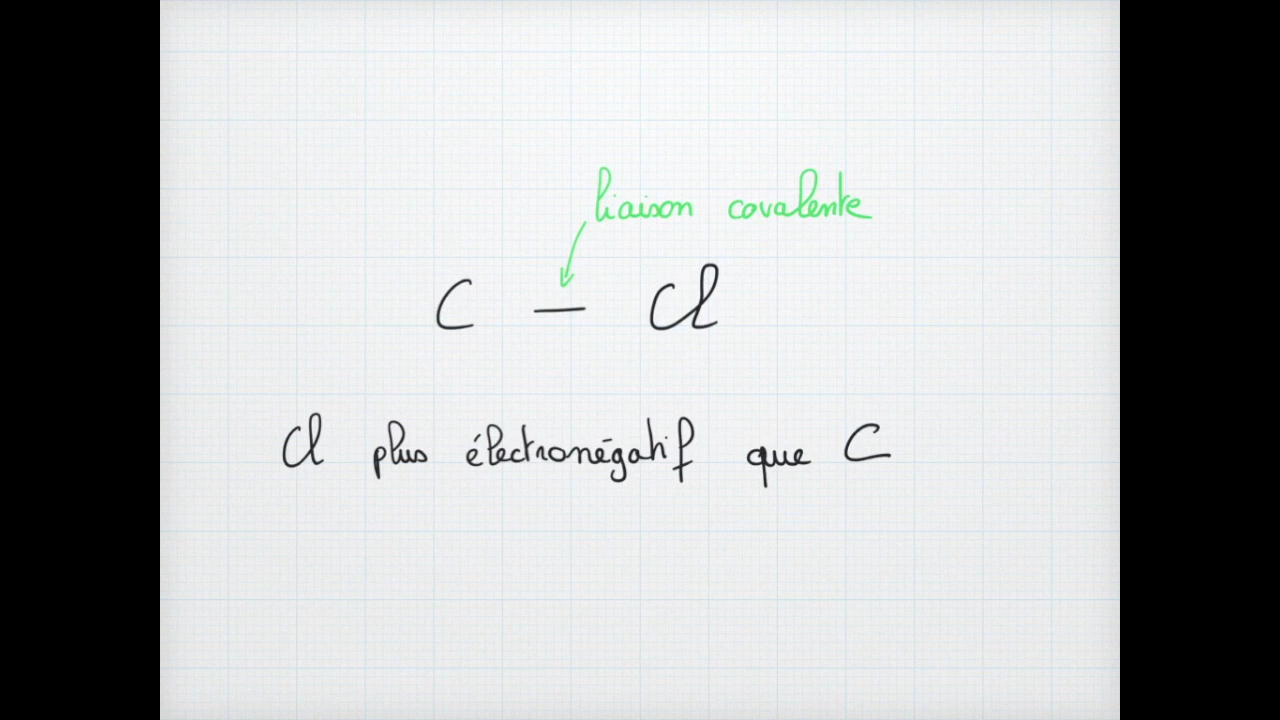 liaison covalente
C — Cl
Cl plus électronégatif que C